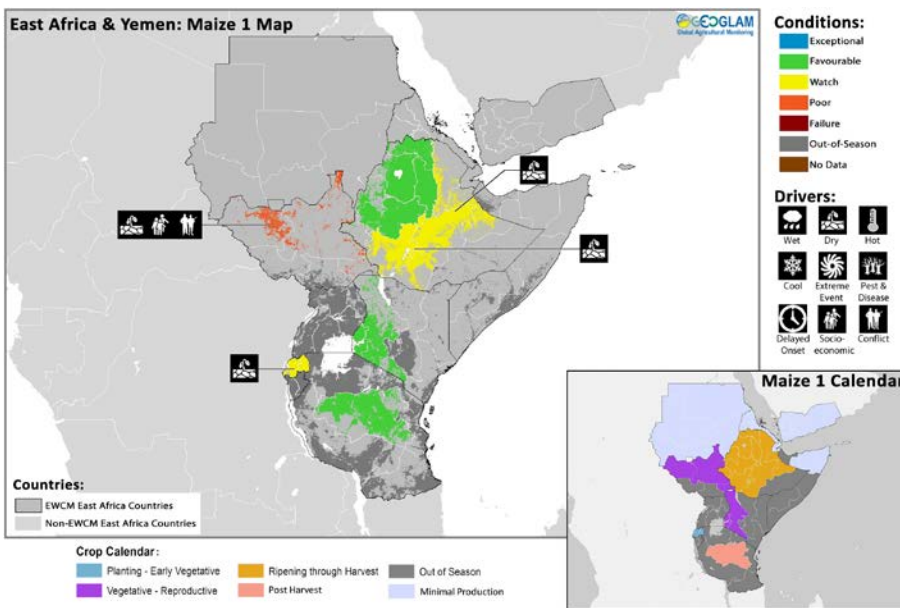 East Africa & Yemen: Maize 1 Map
GEOGLAM
Global Agricultural Monitoring
Conditions:
Exceptional
Favourable
Watch
Poor
Failure
Out-of-Season
No Data
Drivers:
Wet
Dry
Hot
Cool
Extreme Event
Pest & Disease
Delayed Onset
Socio-economic
Conflict
Maize 1 Calendar
Countries:
EWCM East Africa Countries
Non-EWCM East Africa Countries
Crop Calendar:
Planting - Early Vegetative
Ripening through Harvest
Out of Season
Vegetative - Reproductive
Post Harvest
Minimal Production